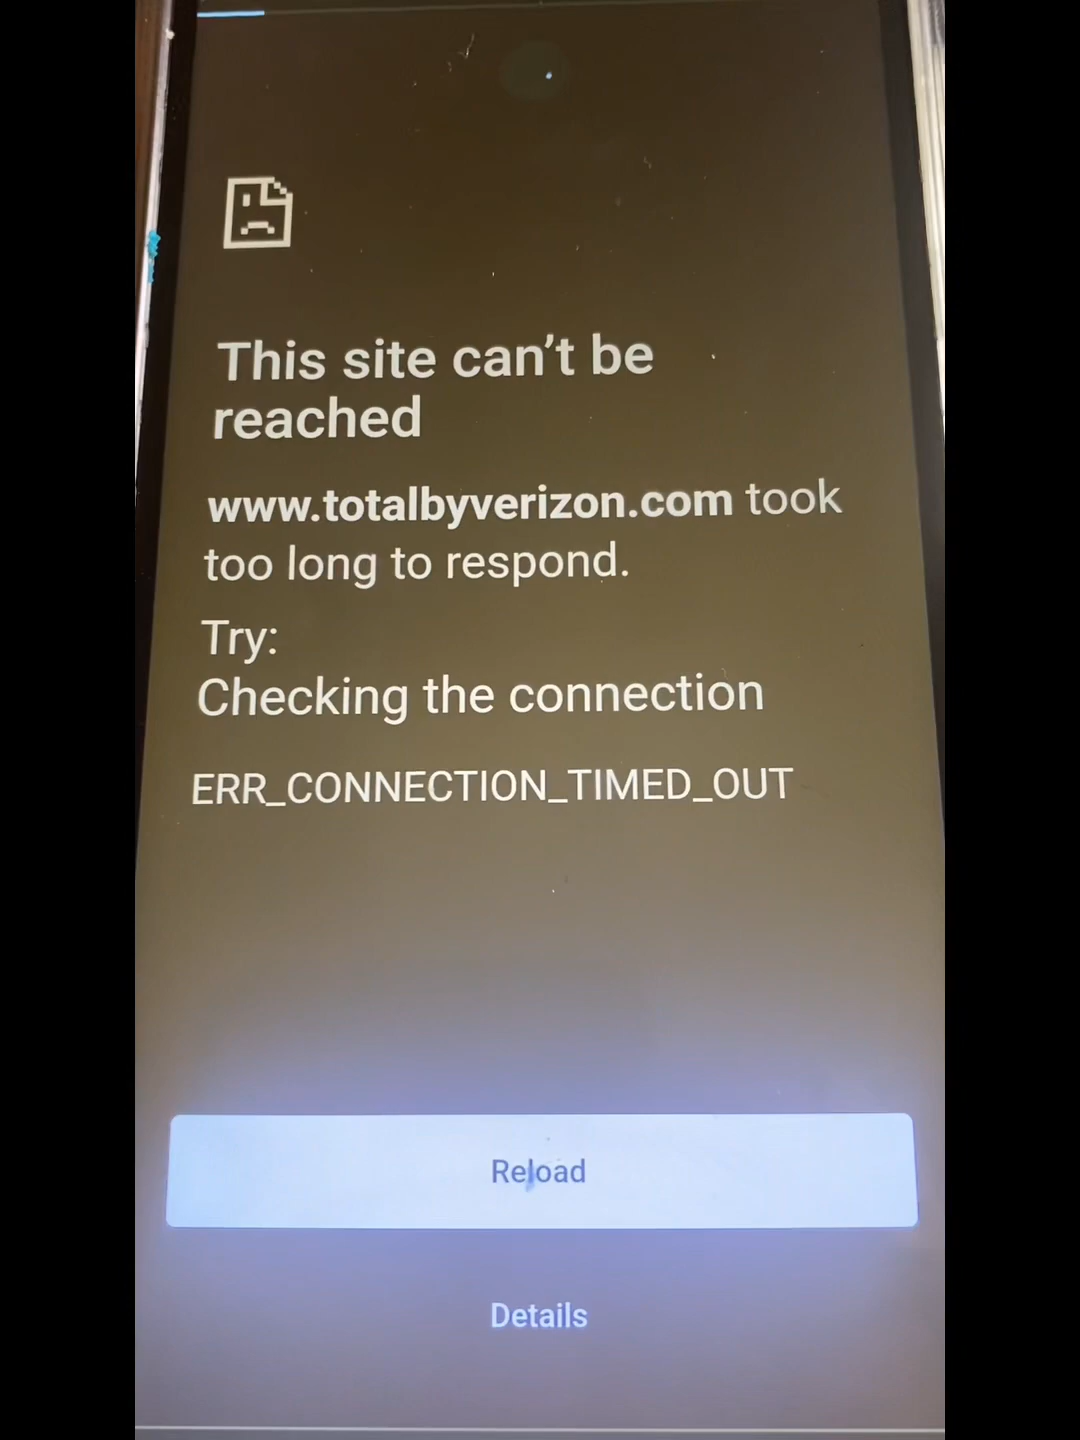 This site can’t be
reached
www.totalbyverizon.com took
too long to respond.
Try:
Checking the connection
ERR_CONNECTION_TIMED_OUT
Reload
Details